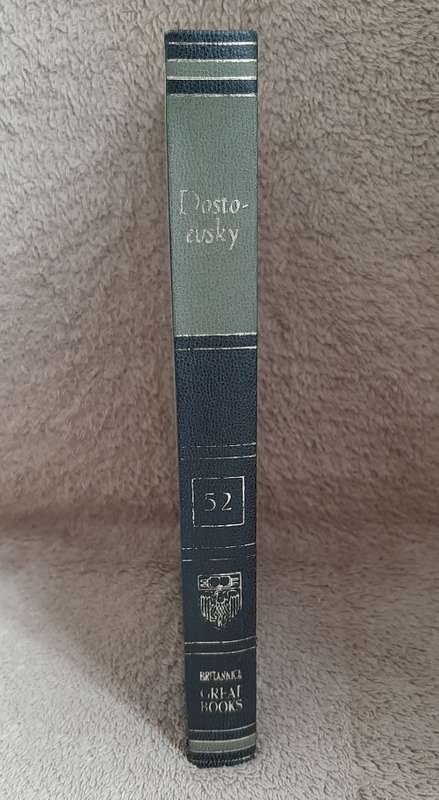 Dosto-
evsky
52
BRITANNICA
GREAT
BOOKS